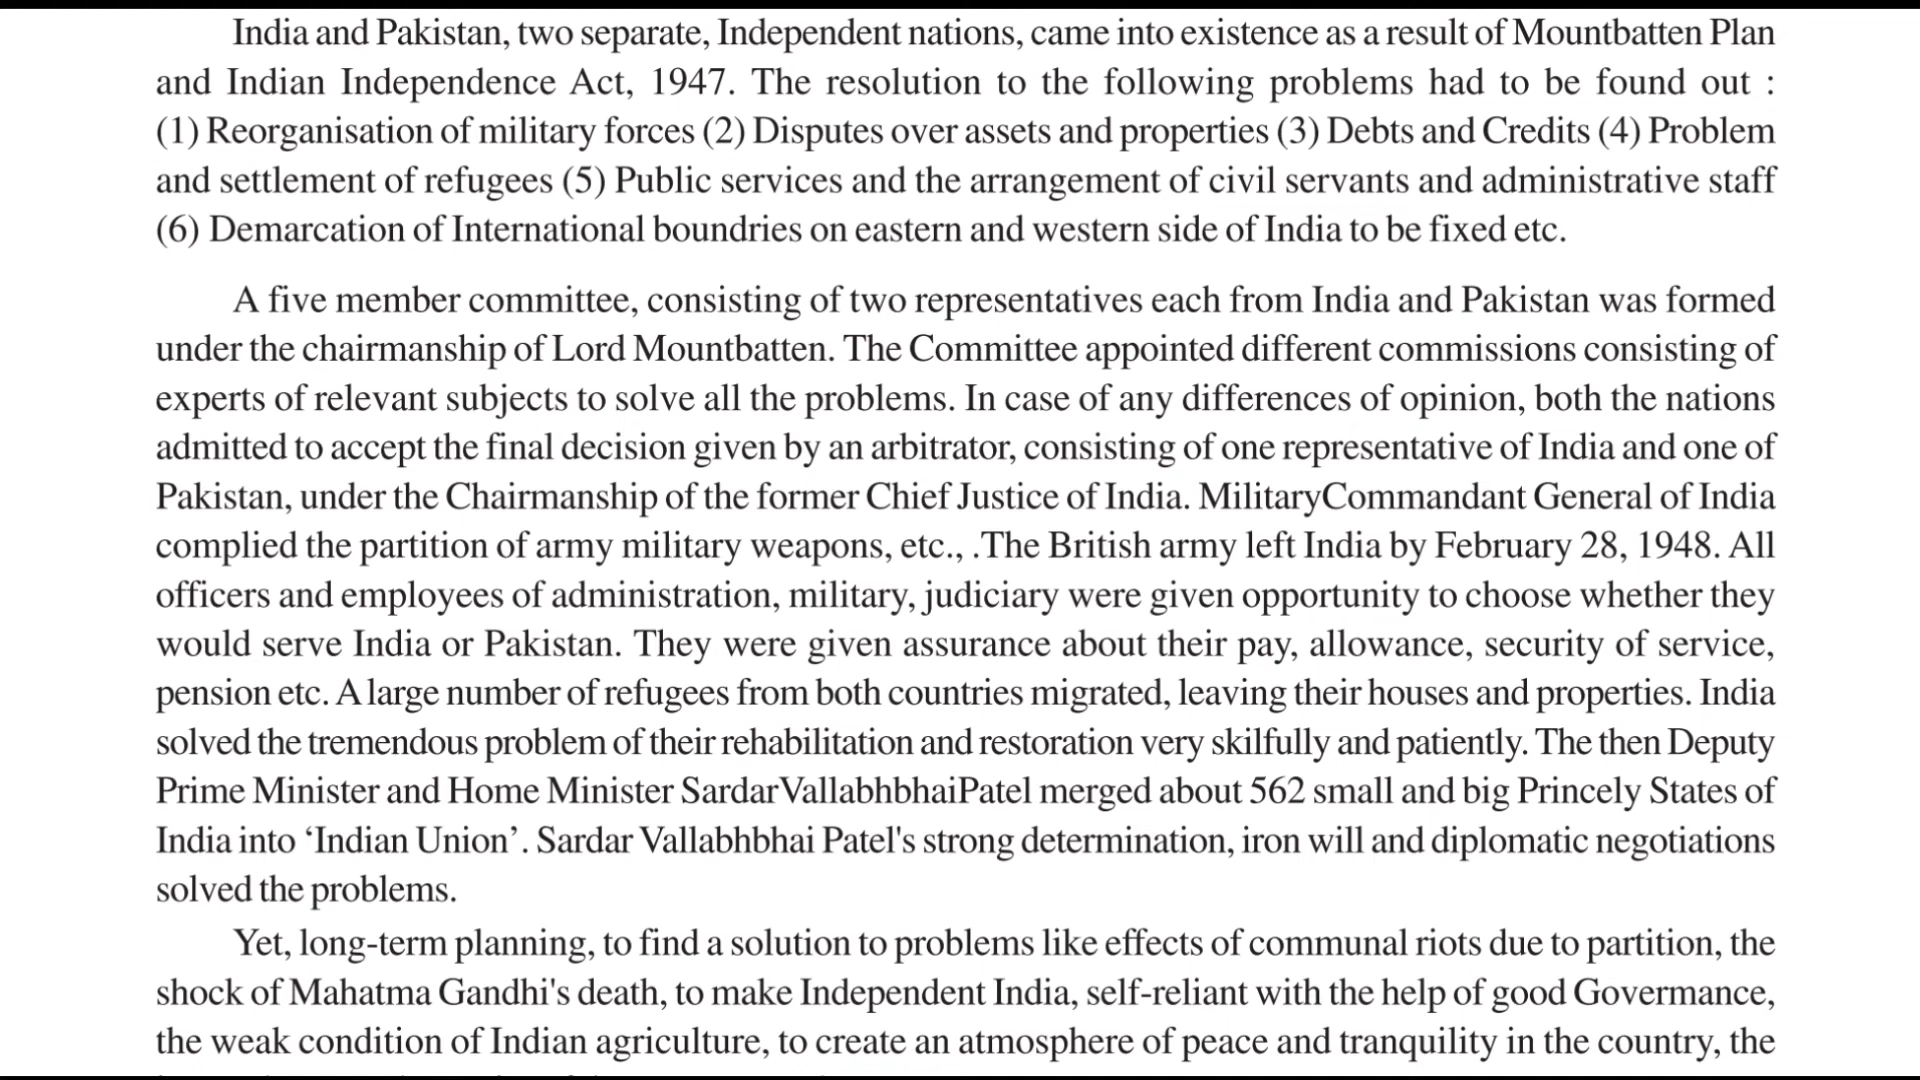 India and Pakistan, two separate, Independent nations, came into existence as a result of Mountbatten Plan
and Indian Independence Act, 1947. The resolution to the following problems had to be found out :
(1) Reorganisation of military forces (2) Disputes over assets and properties (3) Debts and Credits (4) Problem
and settlement of refugees (5) Public services and the arrangement of civil servants and administrative staff
(6) Demarcation of International boundries on eastern and western side of India to be fixed etc.
A five member committee, consisting of two representatives each from India and Pakistan was formed
under the chairmanship of Lord Mountbatten. The Committee appointed different commissions consisting of
experts of relevant subjects to solve all the problems. In case of any differences of opinion, both the nations
admitted to accept the final decision given by an arbitrator, consisting of one representative of India and one of
Pakistan, under the Chairmanship of the former Chief Justice of India. MilitaryCommandant General of India
complied the partition of army military weapons, etc., .The British army left India by February 28, 1948. All
officers and employees of administration, military, judiciary were given opportunity to choose whether they
would serve India or Pakistan. They were given assurance about their pay, allowance, security of service,
pension etc. A large number of refugees from both countries migrated, leaving their houses and properties. India
solved the tremendous problem of their rehabilitation and restoration very skilfully and patiently. The then Deputy
Prime Minister and Home Minister SardarVallabhbhaiPatel merged about 562 small and big Princely States of
India into ‘Indian Union’. Sardar Vallabhbhai Patel's strong determination, iron will and diplomatic negotiations
solved the problems.
Yet, long-term planning, to find a solution to problems like effects of communal riots due to partition, the
shock of Mahatma Gandhi's death, to make Independent India, self-reliant with the help of good Govermance,
the weak condition of Indian agriculture, to create an atmosphere of peace and tranquility in the country, the